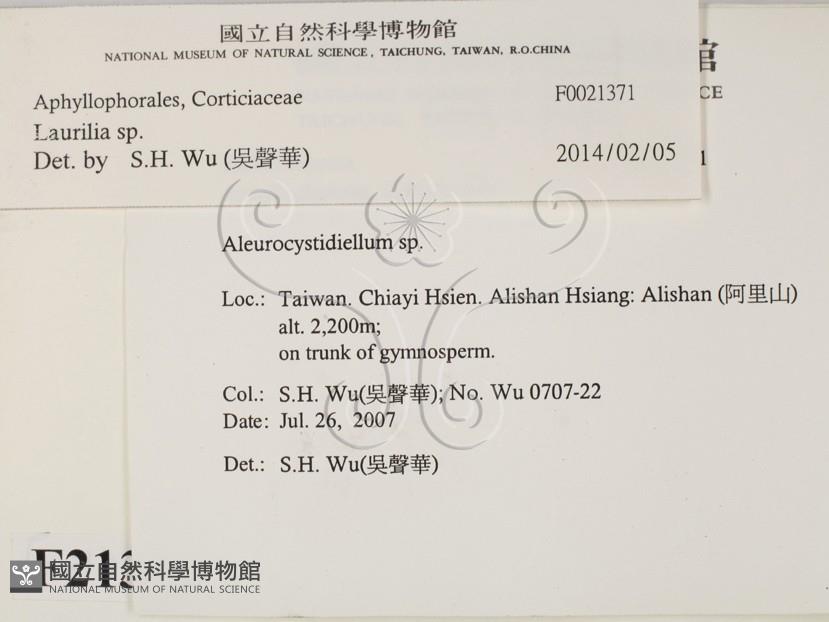 國立自然科學博物館
NATIONAL MUSEUM OF NATURAL SCIENCE, TAICHUNG, TAIWAN, R.O.CHINA
Aphyllophorales, Corticiaceae F0021371
Laurilia sp.
Det. by S.H. Wu (吳聲華) 2014/02/05
館
CE
1
Aleurocystidiellum sp.
Loc.: Taiwan. Chiayi Hsien. Alishan Hsiang: Alishan (阿里山)
alt. 2,200m;
on trunk of gymnosperm.
Col.: S.H. Wu(吳聲華); No. Wu 0707-22
Date: Jul. 26, 2007
Det.: S.H. Wu(吳聲華)
F213
國立自然科學博物館
NATIONAL MUSEUM OF NATURAL SCIENCE